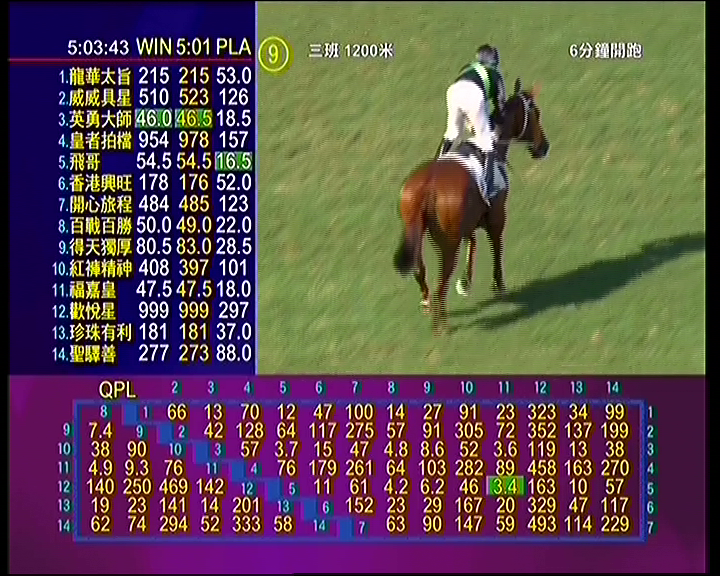 5:03:43 WIN 5:01 PLA
9 三班 1200米 6分鐘開跑
1.龍華太旨 215 215 53.0
2.威威具星 510 523 126
3.英勇大師 46.0 46.5 18.5
4.皇者拍檔 954 978 157
5.飛哥 54.5 54.5 16.5
6.香港興旺 178 176 52.0
7.開心旅程 484 485 123
8.百戰百勝 50.0 49.0 22.0
9.得天獨厚 80.5 83.0 28.5
10.紅褲精神 408 397 101
11.福嘉皇 47.5 47.5 18.0
12.歡悅星 999 999 297
13.珍珠有利 181 181 37.0
14.聖驛善 277 273 88.0
QPL 2 3 4 5 6 7 8 9 10 11 12 13 14
8 1 66 13 70 12 47 100 14 27 91 23 323 34 99 1
9 7.4 9 2 42 128 64 117 275 57 91 305 72 352 137 199 2
10 38 90 10 3 57 3.7 15 47 4.8 8.6 52 3.6 119 13 38 3
11 4.9 9.3 76 11 4 76 179 261 64 103 282 89 458 163 270 4
12 140 250 469 142 12 5 11 61 4.2 6.2 46 3.4 163 10 57 5
13 19 23 141 14 201 13 6 152 23 29 167 20 329 47 117 6
14 62 74 294 52 333 58 14 7 63 90 147 59 493 114 229 7